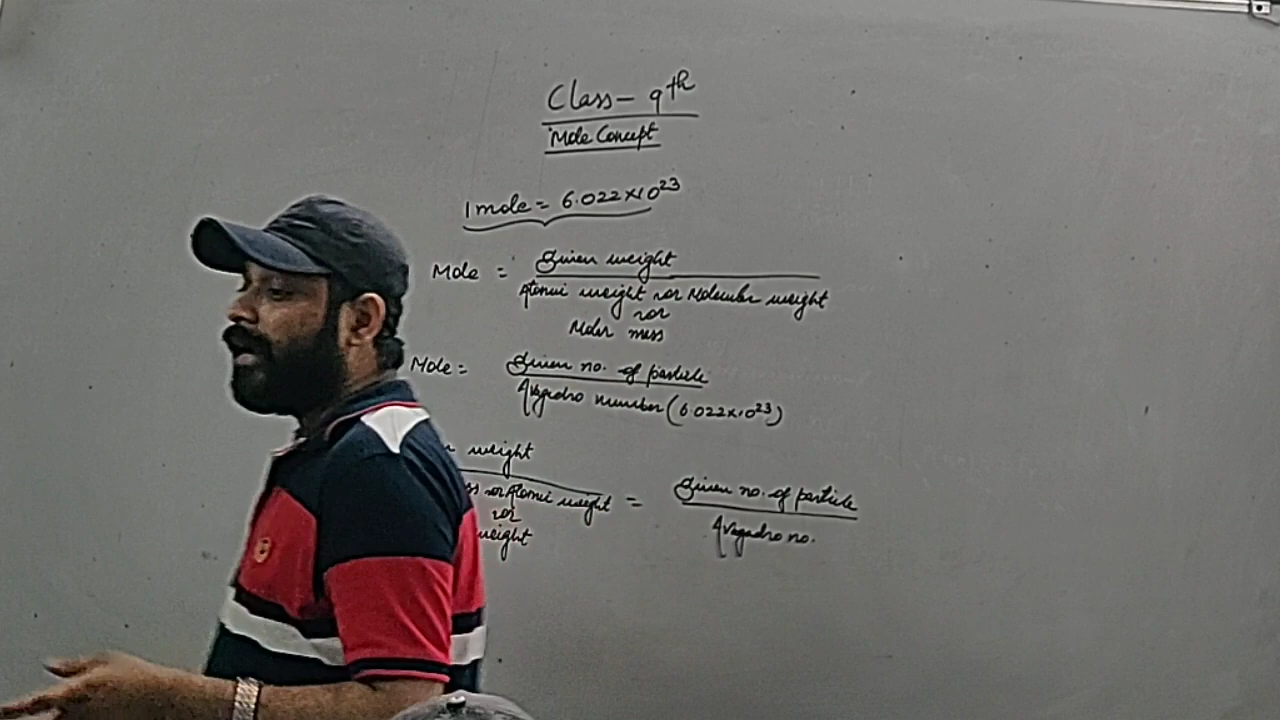 Class - 9th
Mole Concept
1 mole = 6.022×10²³
Mole = Given weight
Atomic weight or Molecular weight
or
Molar mass
Mole = Given no. of particle
Avogadro number (6.022×10²³)
weight
or Atomic weight = Given no. of particle
or
weight
Avogadro no.